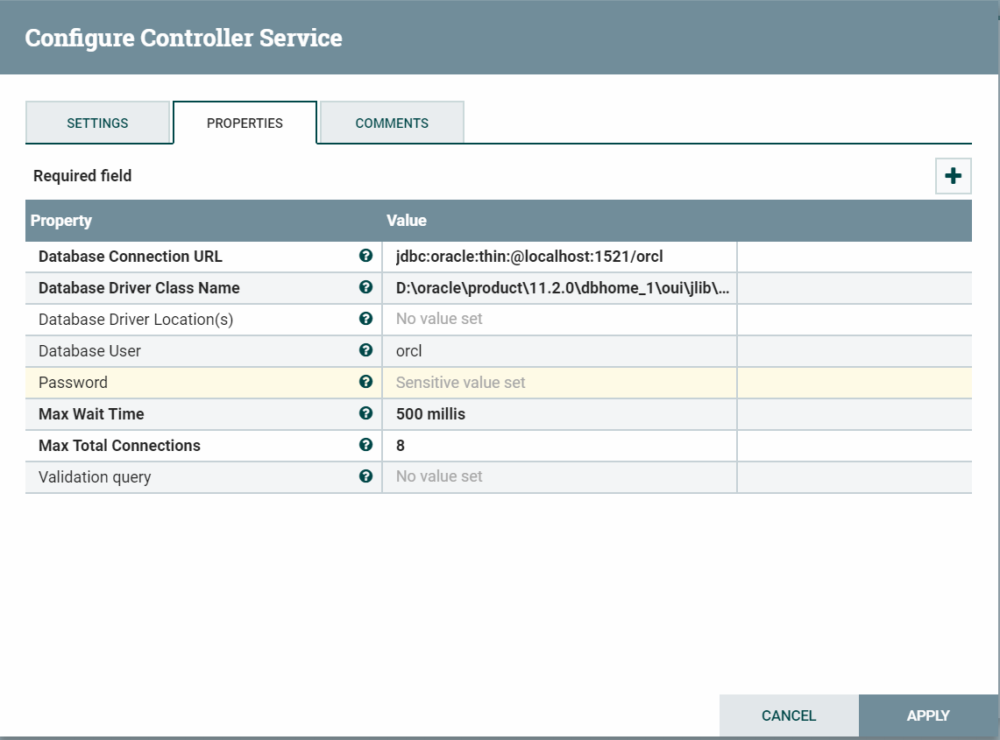 Configure Controller Service
SETTINGS PROPERTIES COMMENTS
Required field
Property Value
Database Connection URL jdbc:oracle:thin:@localhost:1521/orcl
Database Driver Class Name D:\oracle\product\11.2.0\dbhome_1\oui\jlib\...
Database Driver Location(s) No value set
Database User orcl
Password Sensitive value set
Max Wait Time 500 millis
Max Total Connections 8
Validation query No value set
CANCEL APPLY